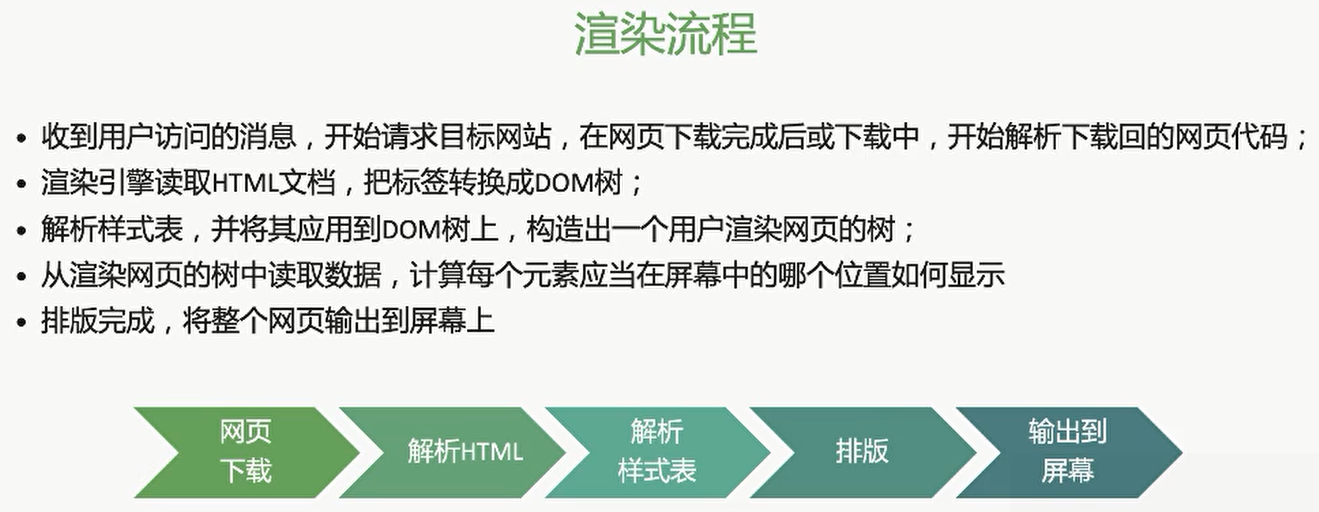 渲染流程
• 收到用户访问的消息，开始请求目标网站，在网页下载完成后或下载中，开始解析下载回的网页代码；
• 渲染引擎读取HTML文档，把标签转换成DOM树；
• 解析样式表，并将其应用到DOM树上，构造出一个用户渲染网页的树；
• 从渲染网页的树中读取数据，计算每个元素应当在屏幕中的哪个位置如何显示
• 排版完成，将整个网页输出到屏幕上
网页
下载
解析HTML
解析
样式表
排版
输出到
屏幕